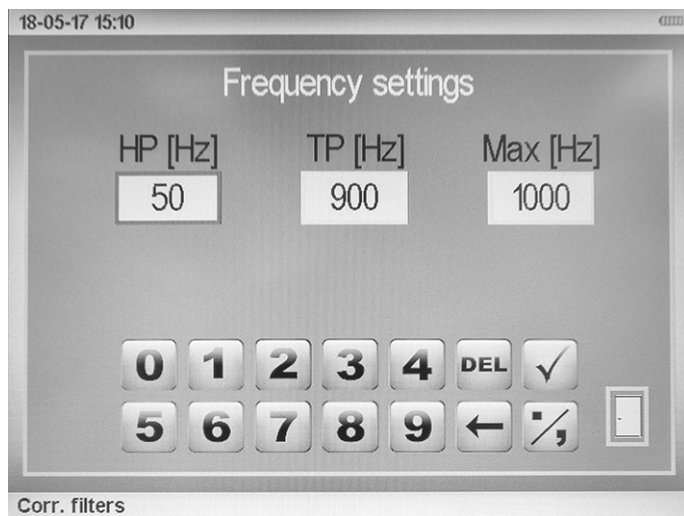 18-05-17 15:10
Frequency settings
HP [Hz] TP [Hz] Max [Hz]
50 900 1000
0 1 2 3 4 DEL
5 6 7 8 9
Corr. filters